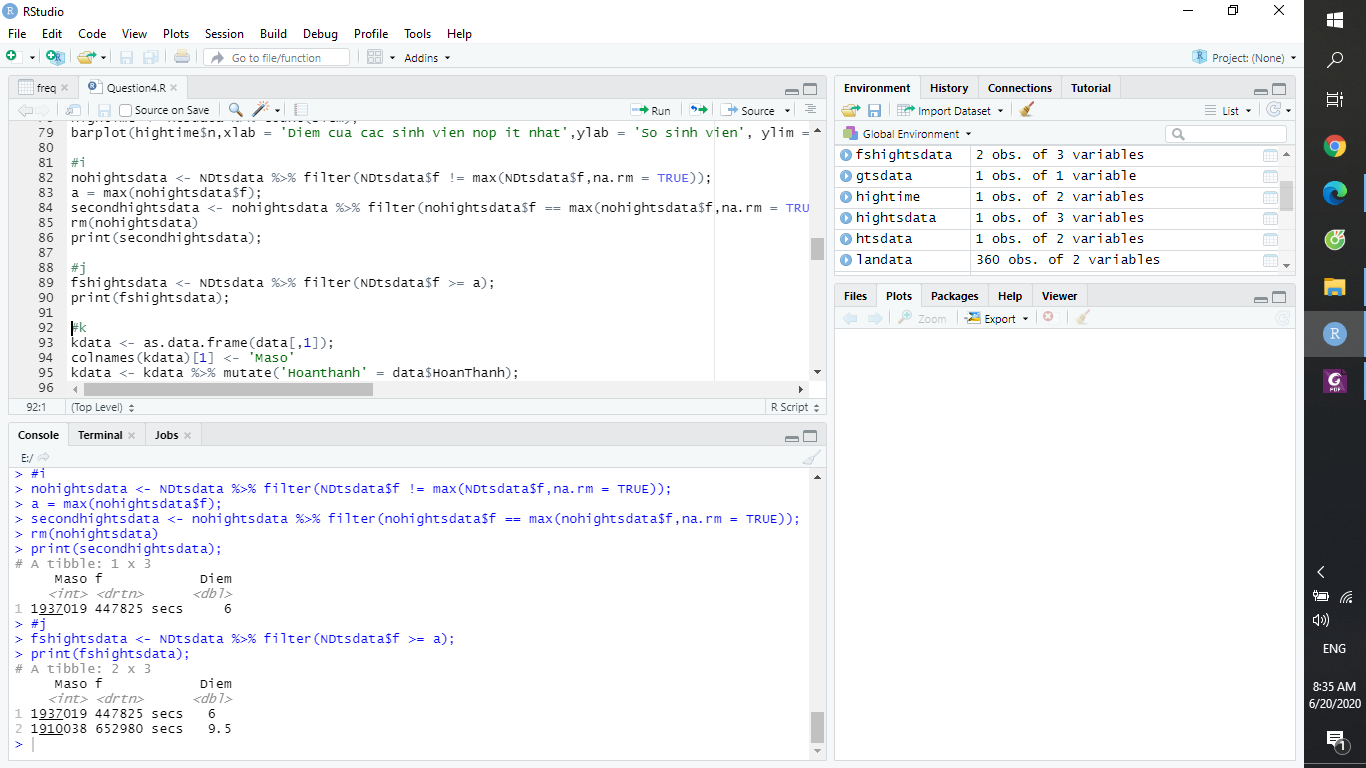 RStudio
File Edit Code View Plots Session Build Debug Profile Tools Help
Go to file/function Addins Project: (None)
freq Question4.R
Source on Save Run Source
79 barplot(hightime$n,xlab = 'Diem cua cac sinh vien nop it nhat',ylab = 'So sinh vien', ylim =
80
81 #i
82 nohightsdata <- NDtsdata %>% filter(NDtsdata$f != max(NDtsdata$f,na.rm = TRUE));
83 a = max(nohightsdata$f);
84 secondhightsdata <- nohightsdata %>% filter(nohightsdata$f == max(nohightsdata$f,na.rm = TRU
85 rm(nohightsdata)
86 print(secondhightsdata);
87
88 #j
89 fshightsdata <- NDtsdata %>% filter(NDtsdata$f >= a);
90 print(fshightsdata);
91
92 #k
93 kdata <- as.data.frame(data[,1]);
94 colnames(kdata)[1] <- 'Maso'
95 kdata <- kdata %>% mutate('Hoanthanh' = data$HoanThanh);
96
92:1 (Top Level) R Script
Console Terminal Jobs
E:/
> #i
> nohightsdata <- NDtsdata %>% filter(NDtsdata$f != max(NDtsdata$f,na.rm = TRUE));
> a = max(nohightsdata$f);
> secondhightsdata <- nohightsdata %>% filter(nohightsdata$f == max(nohightsdata$f,na.rm = TRUE));
> rm(nohightsdata)
> print(secondhightsdata);
# A tibble: 1 x 3
Maso f Diem
<int> <drtn> <dbl>
1 1937019 447825 secs 6
> #j
> fshightsdata <- NDtsdata %>% filter(NDtsdata$f >= a);
> print(fshightsdata);
# A tibble: 2 x 3
Maso f Diem
<int> <drtn> <dbl>
1 1937019 447825 secs 6
2 1910038 652980 secs 9.5
>
Environment History Connections Tutorial
Import Dataset List
Global Environment
fshightsdata 2 obs. of 3 variables
gtsdata 1 obs. of 1 variable
hightime 1 obs. of 2 variables
hightsdata 1 obs. of 3 variables
htsdata 1 obs. of 2 variables
landata 360 obs. of 2 variables
Files Plots Packages Help Viewer
Zoom Export
R
PDF
ENG
8:35 AM
6/20/2020
1